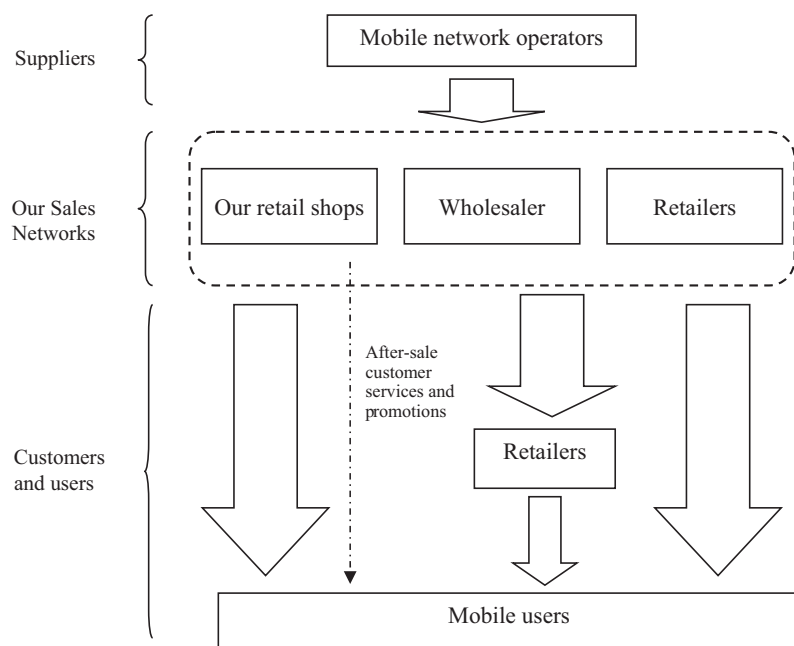 Mobile network operators
Suppliers
Our Sales
Networks
Our retail shops
Wholesaler
Retailers
After-sale
customer
services and
promotions
Customers
and users
Retailers
Mobile users